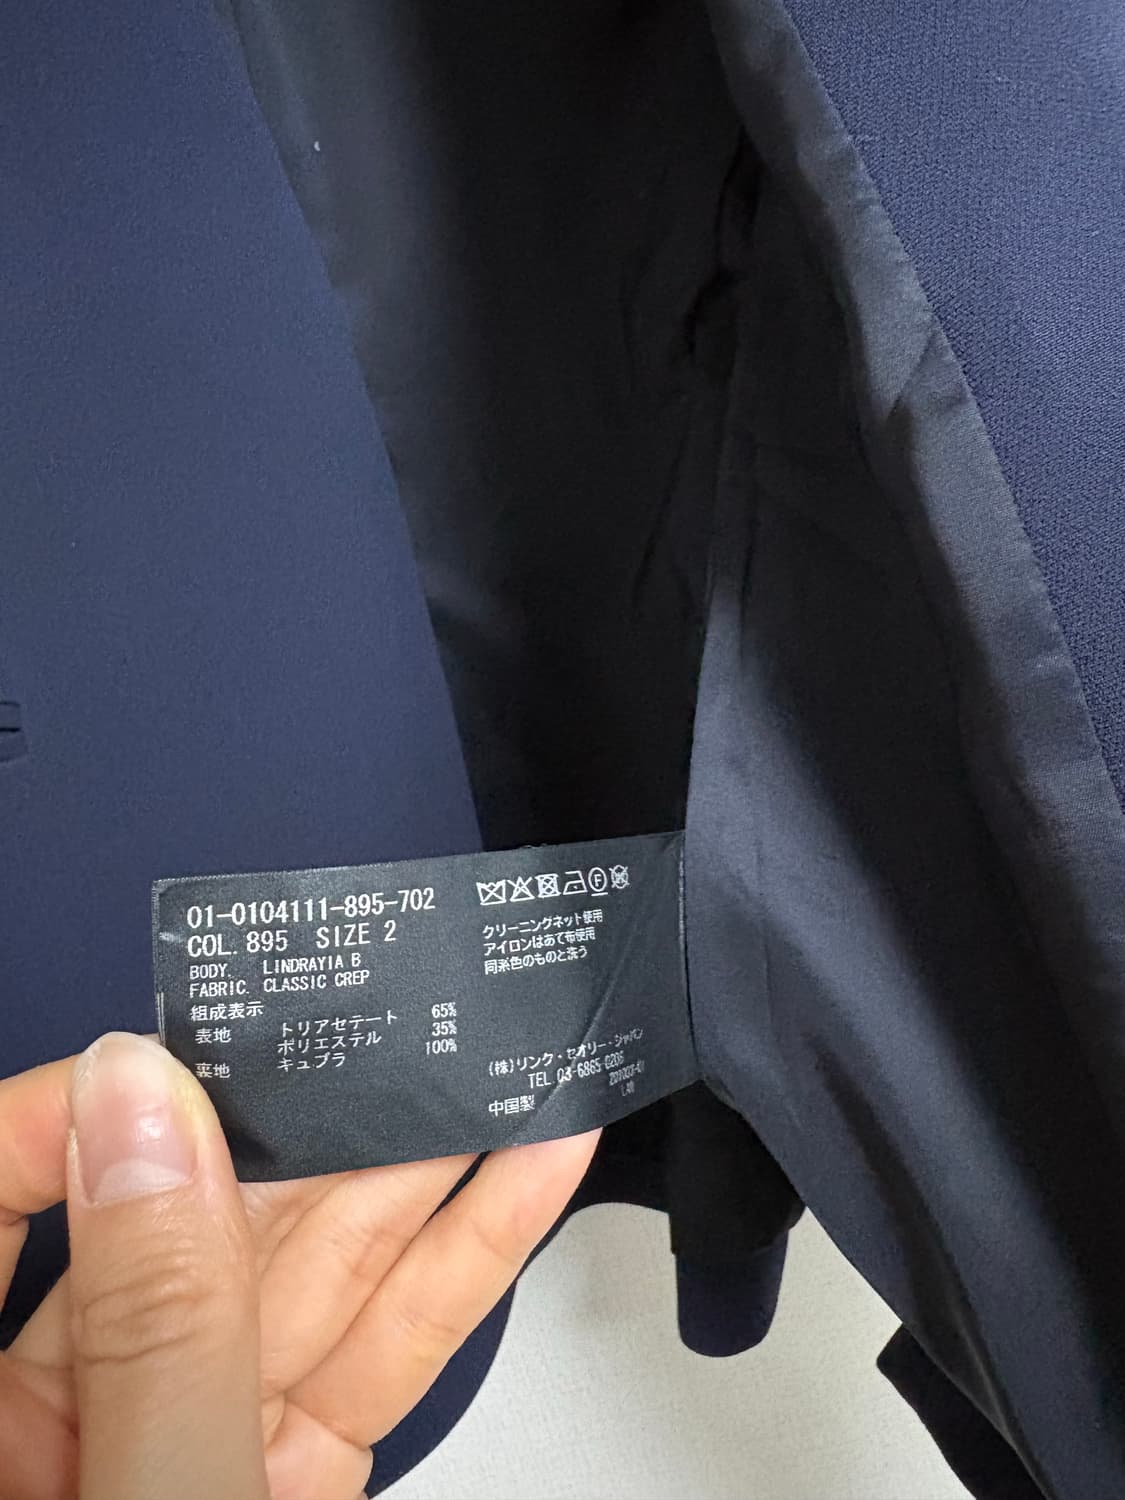 01-0104111-895-702
COL. 895 SIZE 2
BODY. LINDRAYIA B
FABRIC. CLASSIC CREP
組成表示
表地 トリアセテート 65%
ポリエステル 35%
裏地 キュプラ 100%
クリーニングネット使用
アイロンはあて布使用
同系色のものと洗う
(株)リンク・セオリー・ジャパン
TEL.03-6865-0206
中国製